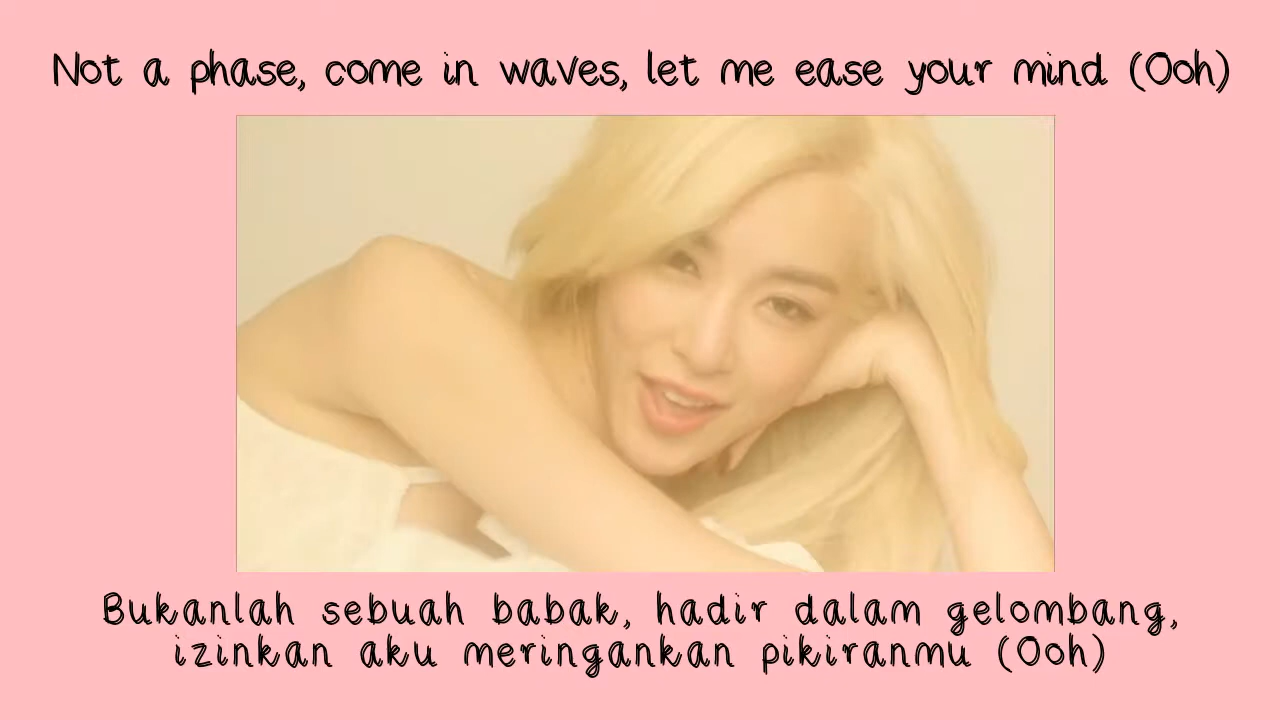 Not a phase, come in waves, let me ease your mind (Ooh)
Bukanlah sebuah babak, hadir dalam gelombang,
izinkan aku meringankan pikiranmu (Ooh)